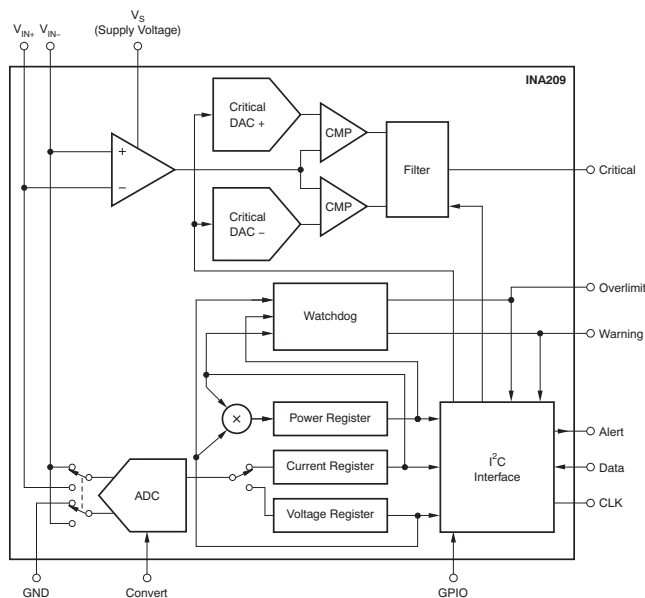 V_S
(Supply Voltage)
V_IN+ V_IN−
INA209
Critical
DAC +
CMP
+
−
Filter
Critical
CMP
Critical
DAC −
Overlimit
Watchdog
Warning
×
Power Register
Alert
Current Register
I²C
Interface
Data
ADC
CLK
Voltage Register
GND
Convert
GPIO